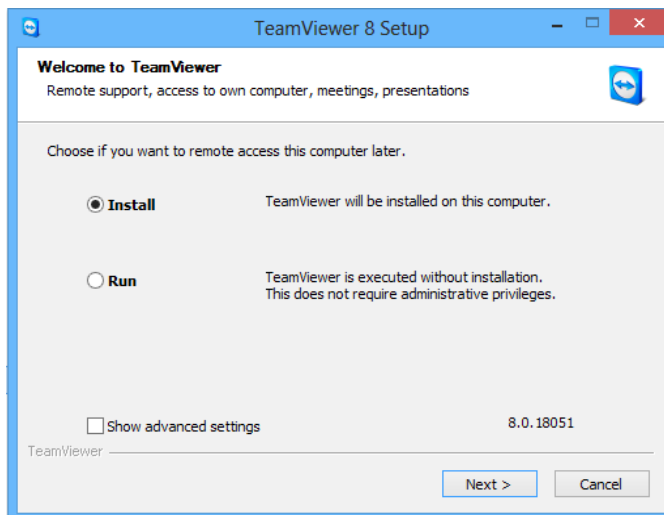 TeamViewer 8 Setup
Welcome to TeamViewer
Remote support, access to own computer, meetings, presentations
Choose if you want to remote access this computer later.
Install
TeamViewer will be installed on this computer.
Run
TeamViewer is executed without installation.
This does not require administrative privileges.
Show advanced settings
8.0.18051
TeamViewer
Next >
Cancel